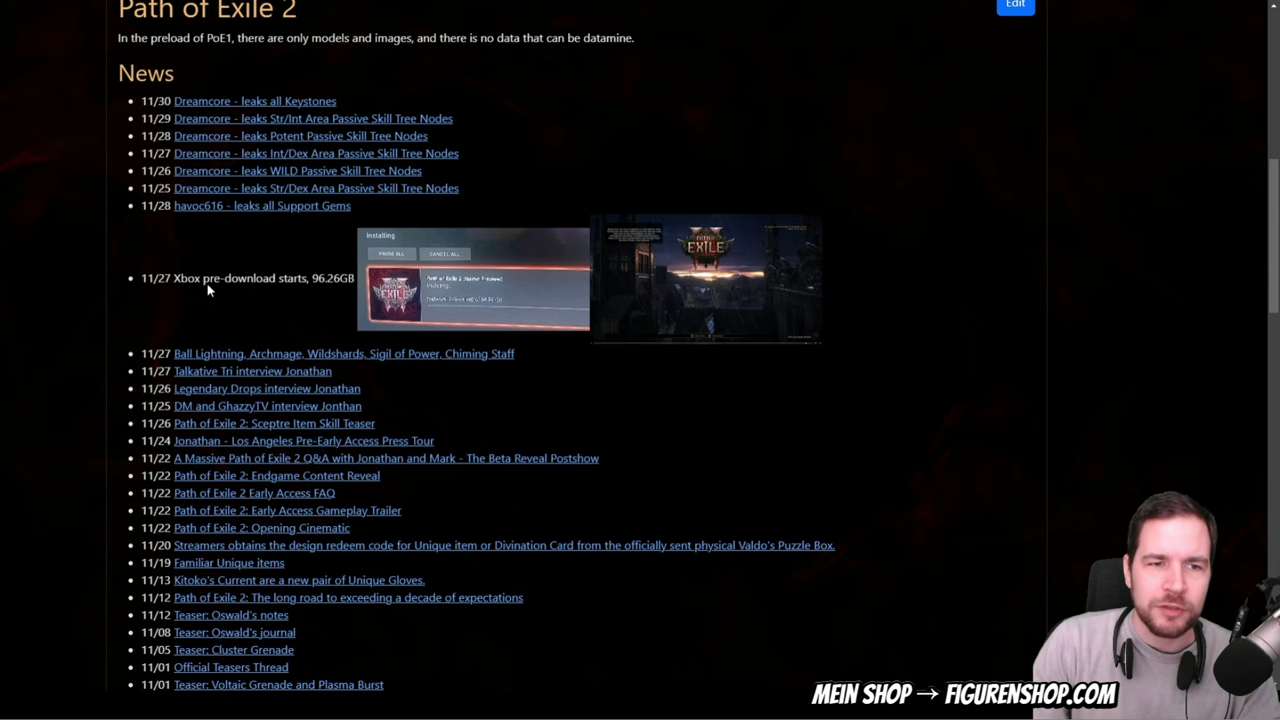 Path of Exile 2
Edit
In the preload of PoE1, there are only models and images, and there is no data that can be datamine.
News
11/30 Dreamcore - leaks all Keystones
11/29 Dreamcore - leaks Str/Int Area Passive Skill Tree Nodes
11/28 Dreamcore - leaks Potent Passive Skill Tree Nodes
11/27 Dreamcore - leaks Int/Dex Area Passive Skill Tree Nodes
11/26 Dreamcore - leaks WILD Passive Skill Tree Nodes
11/25 Dreamcore - leaks Str/Dex Area Passive Skill Tree Nodes
11/28 havoc616 - leaks all Support Gems
Installing
PAUSE ALL CANCEL ALL
11/27 Xbox pre-download starts, 96.26GB
PATH OF
EXILE
11/27 Ball Lightning, Archmage, Wildshards, Sigil of Power, Chiming Staff
11/27 Talkative Tri interview Jonathan
11/26 Legendary Drops interview Jonathan
11/25 DM and GhazzyTV interview Jonthan
11/26 Path of Exile 2: Sceptre Item Skill Teaser
11/24 Jonathan - Los Angeles Pre-Early Access Press Tour
11/22 A Massive Path of Exile 2 Q&A with Jonathan and Mark - The Beta Reveal Postshow
11/22 Path of Exile 2: Endgame Content Reveal
11/22 Path of Exile 2 Early Access FAQ
11/22 Path of Exile 2: Early Access Gameplay Trailer
11/22 Path of Exile 2: Opening Cinematic
11/20 Streamers obtains the design redeem code for Unique item or Divination Card from the officially sent physical Valdo's Puzzle Box.
11/19 Familiar Unique items
11/13 Kitoko's Current are a new pair of Unique Gloves.
11/12 Path of Exile 2: The long road to exceeding a decade of expectations
11/12 Teaser: Oswald's notes
11/08 Teaser: Oswald's journal
11/05 Teaser: Cluster Grenade
11/01 Official Teasers Thread
11/01 Teaser: Voltaic Grenade and Plasma Burst
MEIN SHOP → FIGURENSHOP.COM